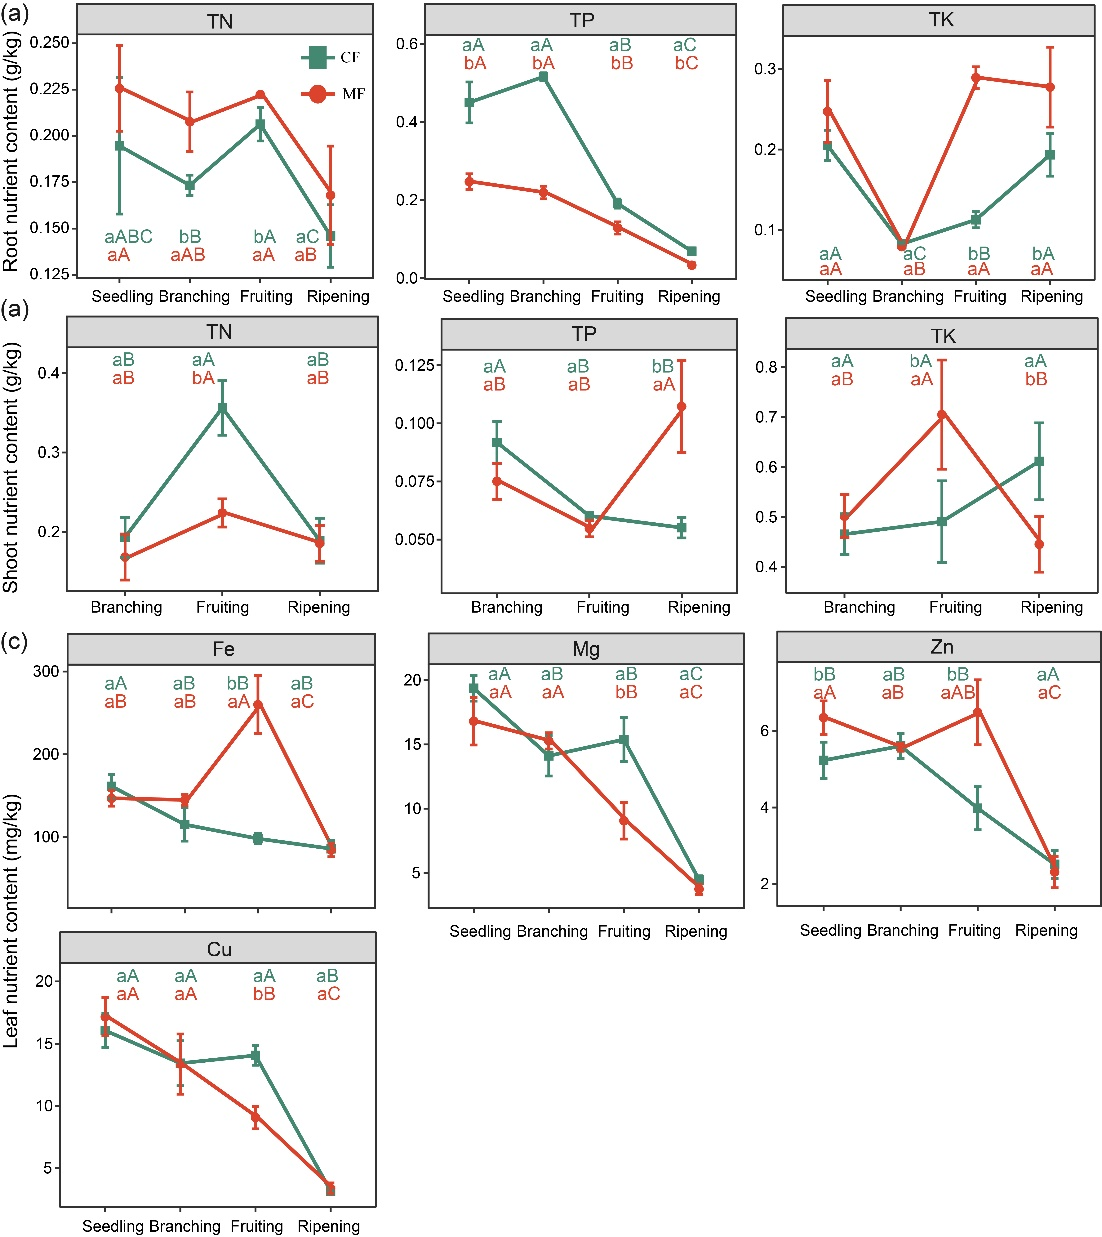 (a)
TN
TP
TK
Root nutrient content (g/kg)
0.250
0.225
0.200
0.175
0.150
0.125
CF
MF
aABC bB bA aC
aA aAB aA aB
Seedling Branching Fruiting Ripening
0.6
0.4
0.2
0.0
aA aA aB aC
bA bA bB bC
Seedling Branching Fruiting Ripening
0.3
0.2
0.1
aA aC bB bA
aA aB aA aA
Seedling Branching Fruiting Ripening
(a)
TN
TP
TK
Shoot nutrient content (g/kg)
0.4
0.3
0.2
aB aA aB
aB bA aB
Branching Fruiting Ripening
0.125
0.100
0.075
0.050
aA aB bB
aB aB aA
Branching Fruiting Ripening
0.8
0.7
0.6
0.5
0.4
aA bA aA
aB aA bB
Branching Fruiting Ripening
(c)
Fe
Mg
Zn
Leaf nutrient content (mg/kg)
300
200
100
aA aB bB aB
aB aB aA aC
20
15
10
5
aA aB aB aC
aA aA bB aC
Seedling Branching Fruiting Ripening
6
4
2
bB aB bB aA
aA aB aAB aC
Seedling Branching Fruiting Ripening
Cu
20
15
10
5
aA aA aA aB
aA aA bB aC
Seedling Branching Fruiting Ripening